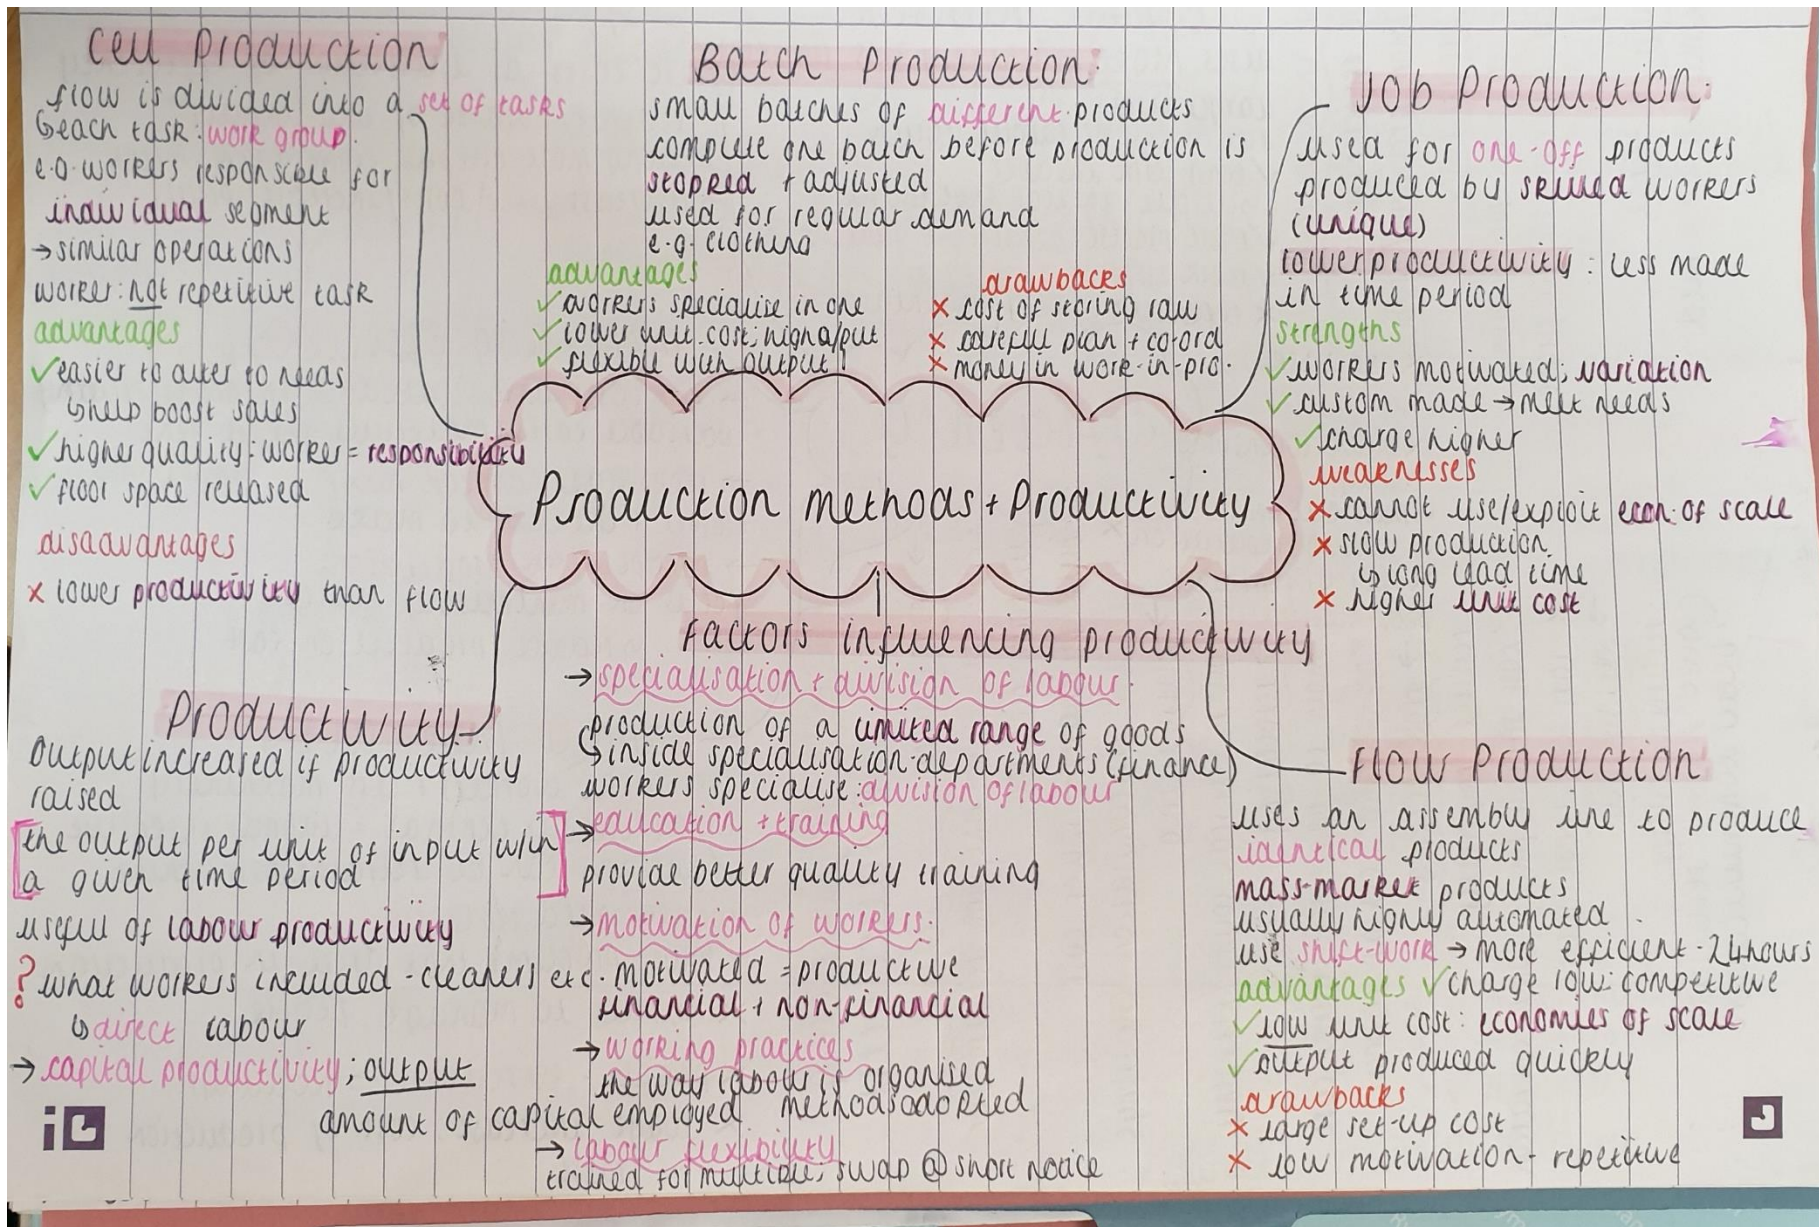 Cell Production
flow is divided into a set of tasks
↳each task: work group.
e.g. workers responsible for
individual segment
→similar operations
worker: not repetitive task
advantages
✓easier to alter to needs
↳help boost sales
✓higher quality: worker = responsibility
✓floor space released
disadvantages
x lower productivity than flow
Batch Production.
small batches of different products
complete one batch before production is
stopped + adjusted
used for regular demand
e.g. clothing
advantages
✓workers specialise in one
✓lower unit cost; high o/put
✓flexible with output
drawbacks
x cost of storing raw
x careful plan + co-ord
x money in work-in-pro.
Job Production.
used for one-off products
produced by skilled workers
(unique)
lower productivity: less made
in time period
strengths
✓workers motivated; variation
✓custom made → meet needs
✓charge higher
weaknesses
x cannot use/exploit econ. of scale
x slow production
↳long lead time
x higher unit cost
Production methods + Productivity
Factors influencing productivity
→specialisation + division of labour.
production of a limited range of goods
↳inside specialisation-departments (finance)
workers specialise: division of labour
→education + training
provide better quality training
→motivation of workers.
motivated = productive
financial + non-financial
→working practices
the way labour is organised
methods adopted
→labour flexibility
trained for multiple; swap @ short notice
Productivity
output increased if productivity
raised
[the output per unit of input w/in
a given time period]
useful of labour productivity
? what workers included - cleaners etc.
↳direct labour
→capital productivity; output
amount of capital employed
Flow Production
uses an assembly line to produce
identical products
mass-market products
usually highly automated
use shift-work → more efficient - 24 hours
advantages ✓charge low: competitive
✓low unit cost: economies of scale
✓output produced quickly
drawbacks
x large set-up cost
x low motivation - repetitive